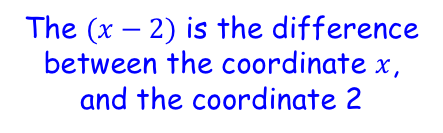 The (x − 2) is the difference
between the coordinate x,
and the coordinate 2